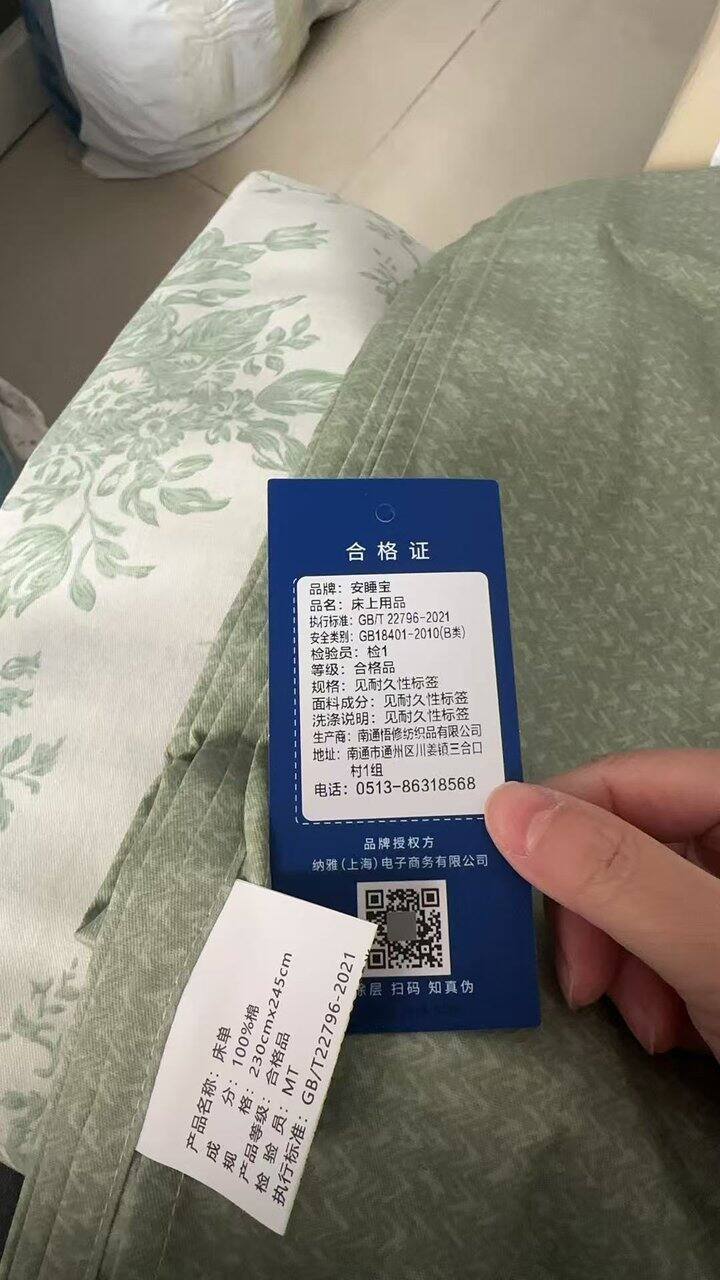 合格证
品牌：安睡宝
品名：床上用品
执行标准：GB/T 22796-2021
安全类别：GB18401-2010(B类)
检验员：检1
等级：合格品
规格：见耐久性标签
面料成分：见耐久性标签
洗涤说明：见耐久性标签
生产商：南通悟修纺织品有限公司
地址：南通市通州区川姜镇三合口
村1组
电话：0513-86318568
品牌授权方
纳雅(上海)电子商务有限公司
涂层 扫码 知真伪
产品名称：床单
成分：100%棉
规格：230cmx245cm
产品等级：合格品
检验员：MT
执行标准：GB/T22796-2021